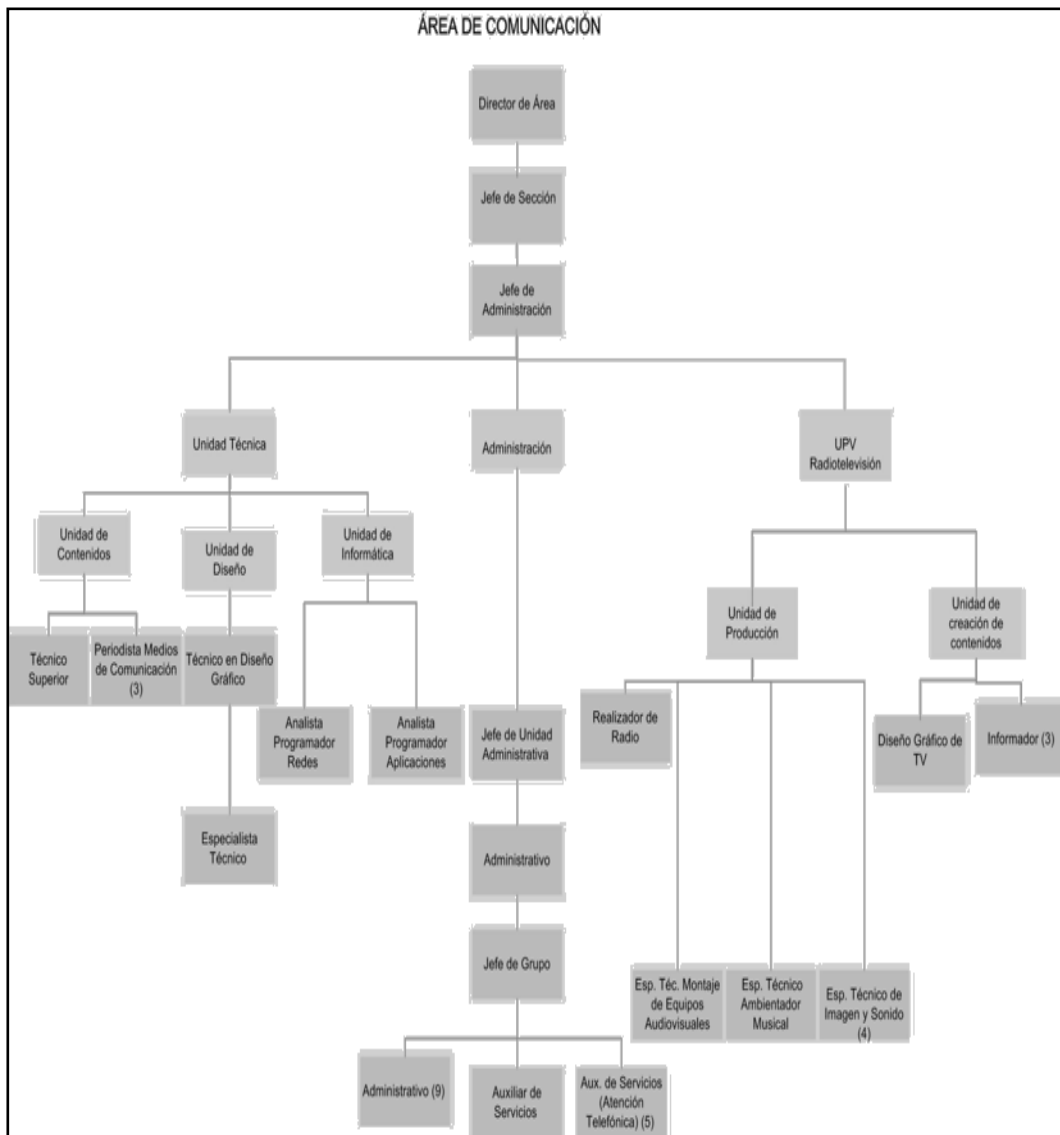 ÁREA DE COMUNICACIÓN
Director de Área
Jefe de Sección
Jefe de
Administración
Unidad Técnica
Administración
UPV
Radiotelevisión
Unidad de
Contenidos
Unidad de
Diseño
Unidad de
Informática
Unidad de
Producción
Unidad de
creación de
contenidos
Técnico
Superior
Periodista Medios
de Comunicación
(3)
Técnico en Diseño
Gráfico
Analista
Programador
Redes
Analista
Programador
Aplicaciones
Jefe de Unidad
Administrativa
Realizador de
Radio
Diseño Gráfico de
TV
Informador (3)
Especialista
Técnico
Administrativo
Jefe de Grupo
Esp. Téc. Montaje
de Equipos
Audiovisuales
Esp. Técnico
Ambientador
Musical
Esp. Técnico de
Imagen y Sonido
(4)
Administrativo (9)
Auxiliar de
Servicios
Aux. de Servicios
(Atención
Telefónica) (5)